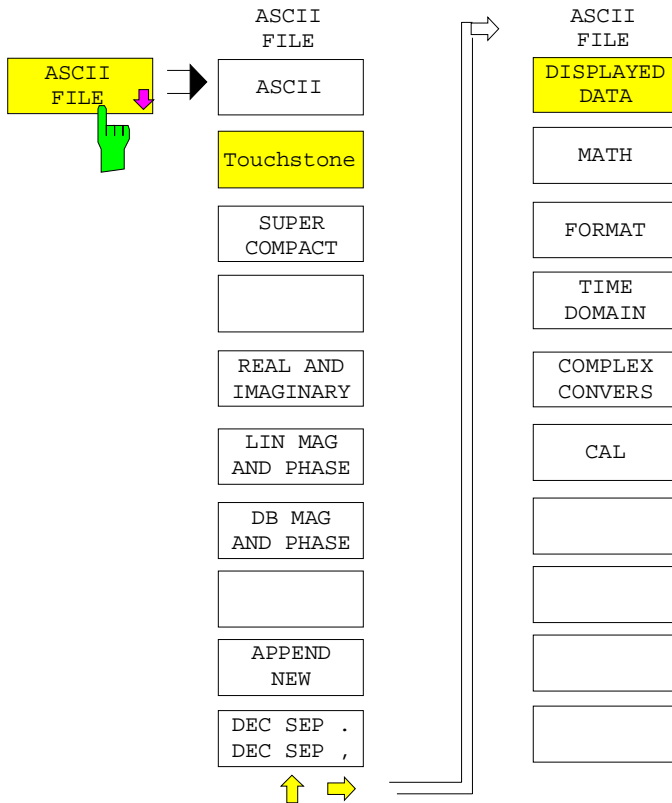 ASCII
FILE
ASCII
FILE
ASCII
Touchstone
SUPER
COMPACT
REAL AND
IMAGINARY
LIN MAG
AND PHASE
DB MAG
AND PHASE
APPEND
NEW
DEC SEP .
DEC SEP ,
ASCII
FILE
DISPLAYED
DATA
MATH
FORMAT
TIME
DOMAIN
COMPLEX
CONVERS
CAL